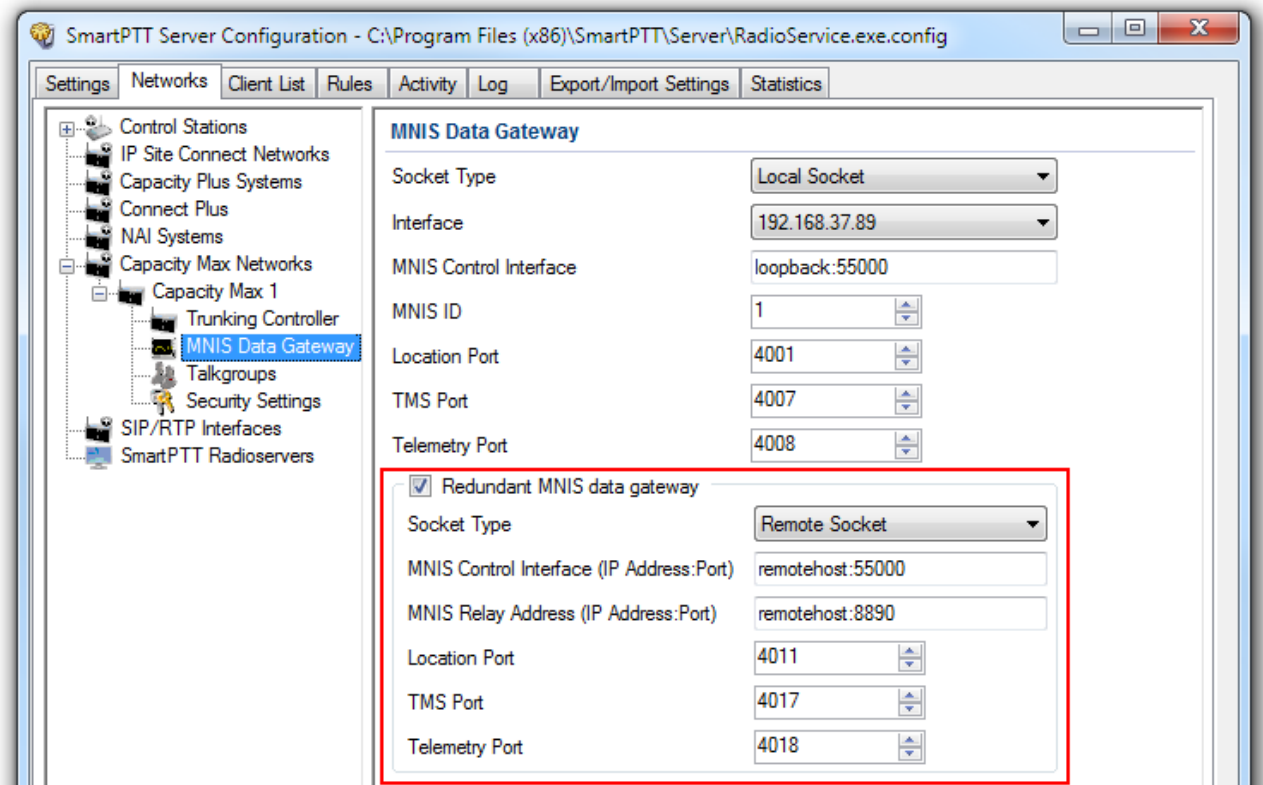 SmartPTT Server Configuration - C:\Program Files (x86)\SmartPTT\Server\RadioService.exe.config
Settings Networks Client List Rules Activity Log Export/Import Settings Statistics
Control Stations
IP Site Connect Networks
Capacity Plus Systems
Connect Plus
NAI Systems
Capacity Max Networks
Capacity Max 1
Trunking Controller
MNIS Data Gateway
Talkgroups
Security Settings
SIP/RTP Interfaces
SmartPTT Radioservers
MNIS Data Gateway
Socket Type Local Socket
Interface 192.168.37.89
MNIS Control Interface loopback:55000
MNIS ID 1
Location Port 4001
TMS Port 4007
Telemetry Port 4008
Redundant MNIS data gateway
Socket Type Remote Socket
MNIS Control Interface (IP Address:Port) remotehost:55000
MNIS Relay Address (IP Address:Port) remotehost:8890
Location Port 4011
TMS Port 4017
Telemetry Port 4018